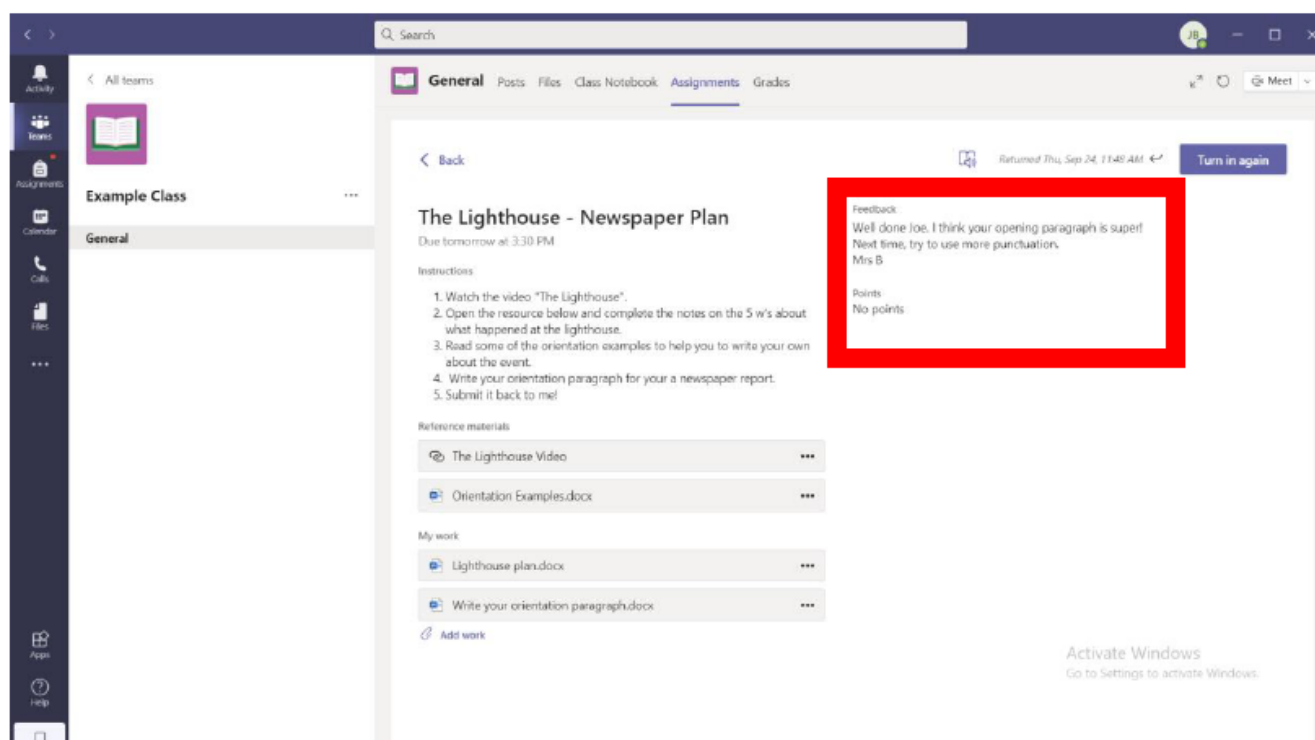 Search
JB
Activity
Teams
Assignments
Calendar
Calls
Files
Apps
Help
All teams
Example Class
General
General Posts Files Class Notebook Assignments Grades
Meet
Back
Returned Thu, Sep 24, 11:48 AM
Turn in again
The Lighthouse - Newspaper Plan
Due tomorrow at 3:30 PM
Instructions
1. Watch the video "The Lighthouse".
2. Open the resource below and complete the notes on the 5 w's about
what happened at the lighthouse.
3. Read some of the orientation examples to help you to write your own
about the event.
4. Write your orientation paragraph for your a newspaper report.
5. Submit it back to me!
Reference materials
The Lighthouse Video
Orientation Examples.docx
My work
Lighthouse plan.docx
Write your orientation paragraph.docx
Add work
Feedback
Well done Joe. I think your opening paragraph is super!
Next time, try to use more punctuation.
Mrs B
Points
No points
Activate Windows
Go to Settings to activate Windows.